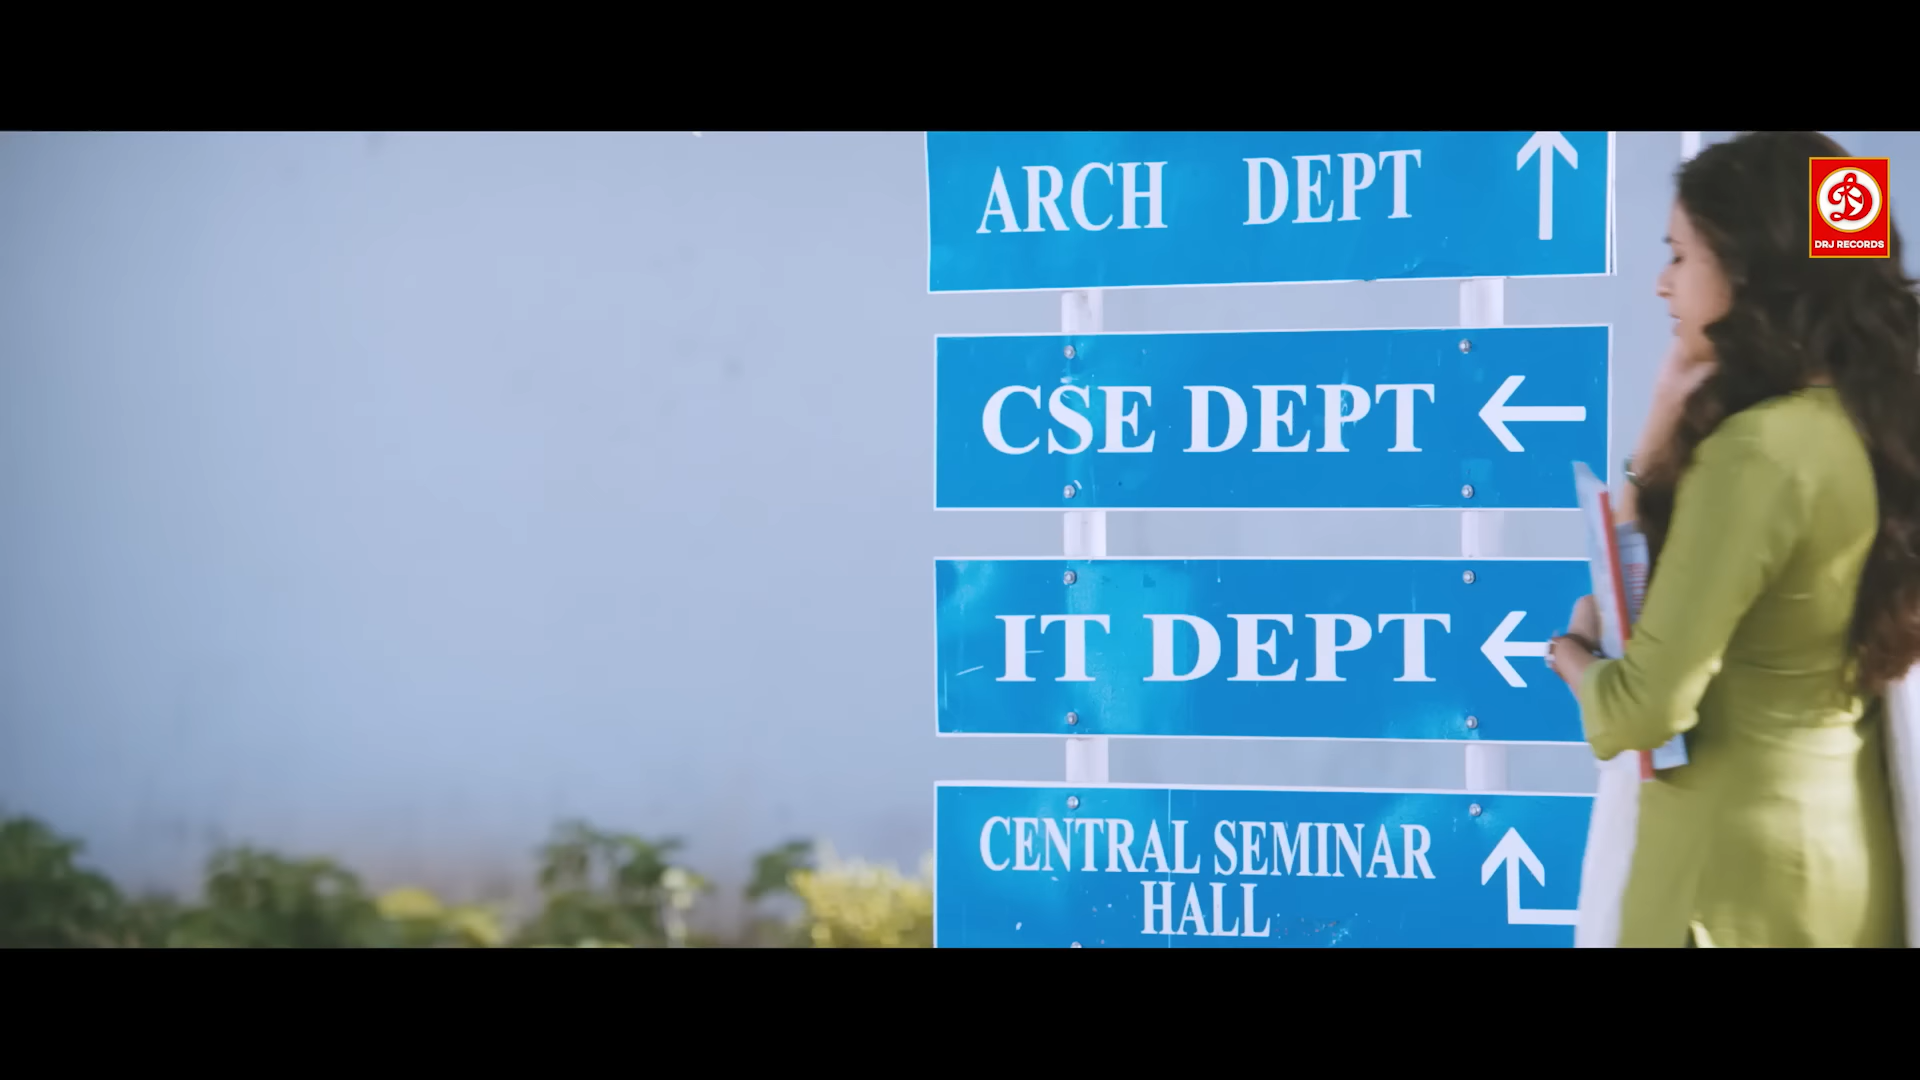 ARCH DEPT
CSE DEPT
IT DEPT
CENTRAL SEMINAR
HALL
DRJ RECORDS